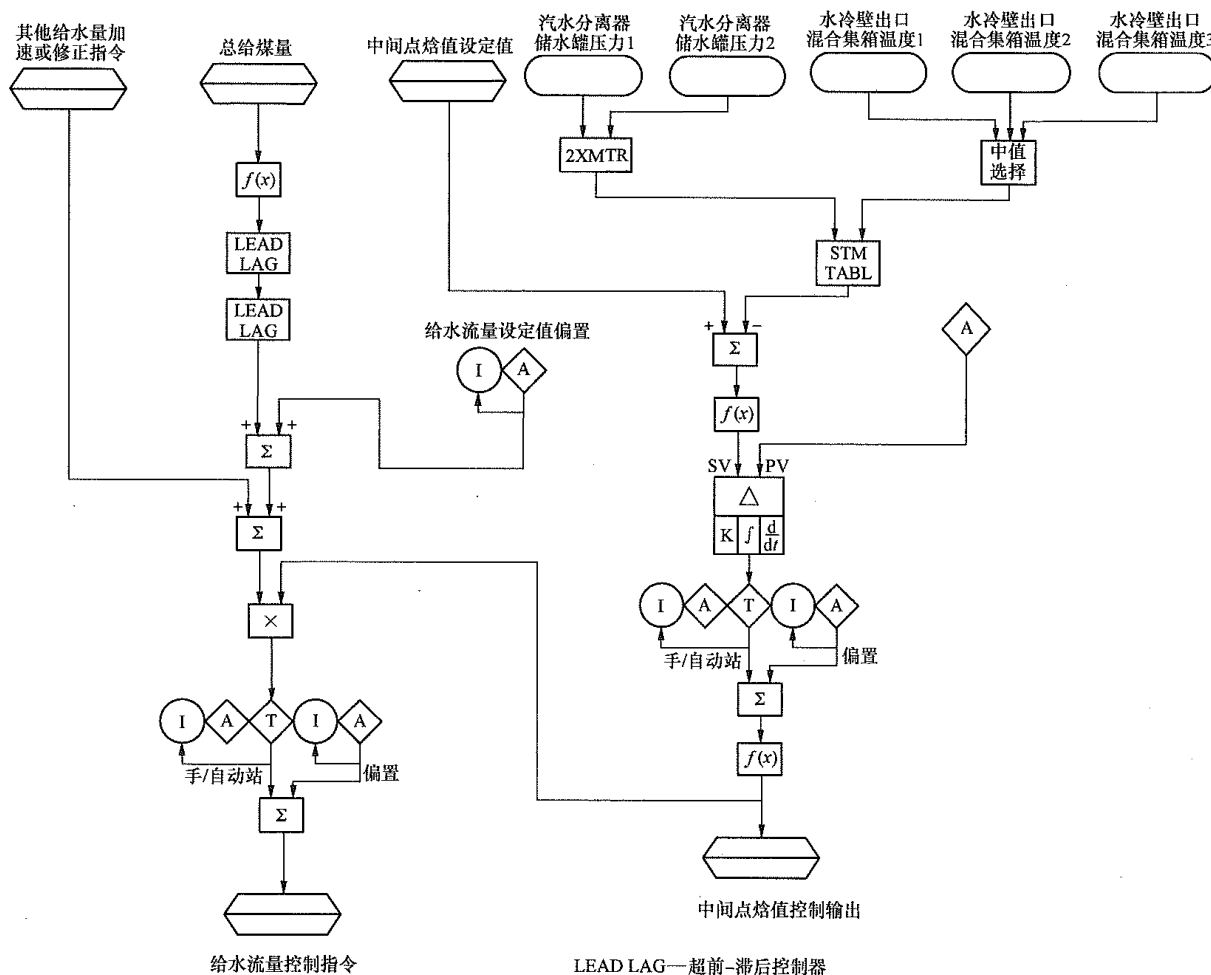 其他给水量加
速或修正指令
总给煤量
中间点焓值设定值
汽水分离器
储水罐压力1
汽水分离器
储水罐压力2
水冷壁出口
混合集箱温度1
水冷壁出口
混合集箱温度2
水冷壁出口
混合集箱温度3
2XMTR
中值
选择
f(x)
LEAD
LAG
STM
TABL
LEAD
LAG
+ −
Σ
A
给水流量设定值偏置
I A
f(x)
+ +
Σ
SV PV
△
K ∫ d/dt
+ +
Σ
I A T I A
手/自动站 偏置
×
Σ
I A T I A
手/自动站 偏置
f(x)
Σ
中间点焓值控制输出
给水流量控制指令
LEAD LAG—超前-滞后控制器